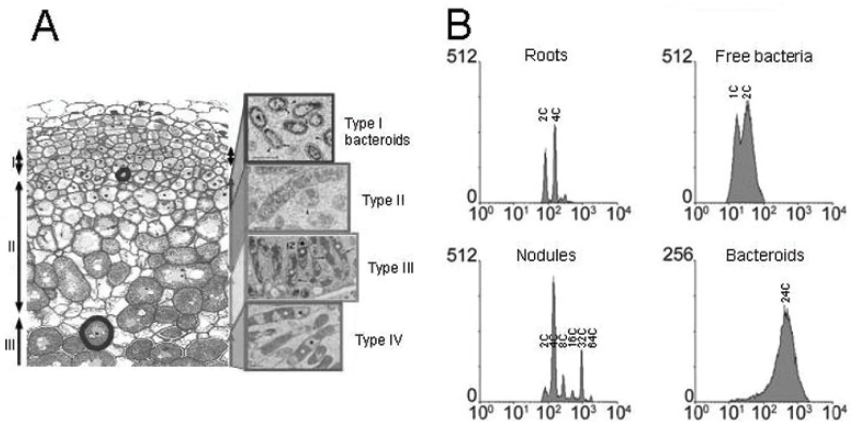 A
I
II
III
Type I
bacteroids
Type II
Type III
Type IV
B
Roots
512
0
2C
4C
10⁰ 10¹ 10² 10³ 10⁴
Free bacteria
512
0
1C
2C
10⁰ 10¹ 10² 10³ 10⁴
Nodules
512
0
2C
4C
8C
16C
32C
64C
10⁰ 10¹ 10² 10³ 10⁴
Bacteroids
256
0
24C
10⁰ 10¹ 10² 10³ 10⁴